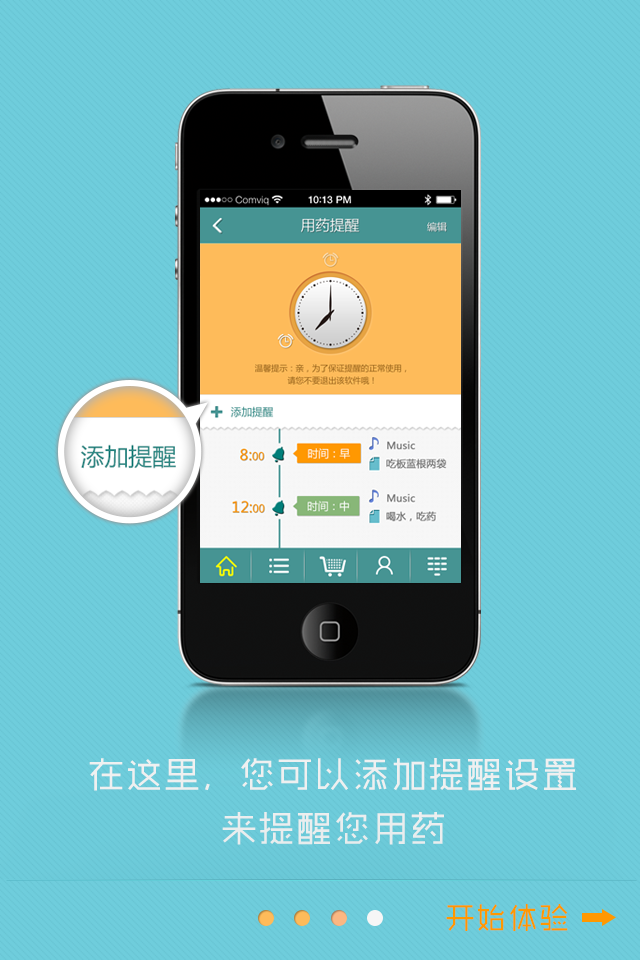 Comviq 10:13 PM
用药提醒 编辑
温馨提示：亲，为了保证提醒的正常使用，
请您不要退出该软件哦！
添加提醒
添加提醒
8:00 时间：早 Music
吃板蓝根两袋
12:00 时间：中 Music
喝水，吃药
在这里，您可以添加提醒设置
来提醒您用药
开始体验